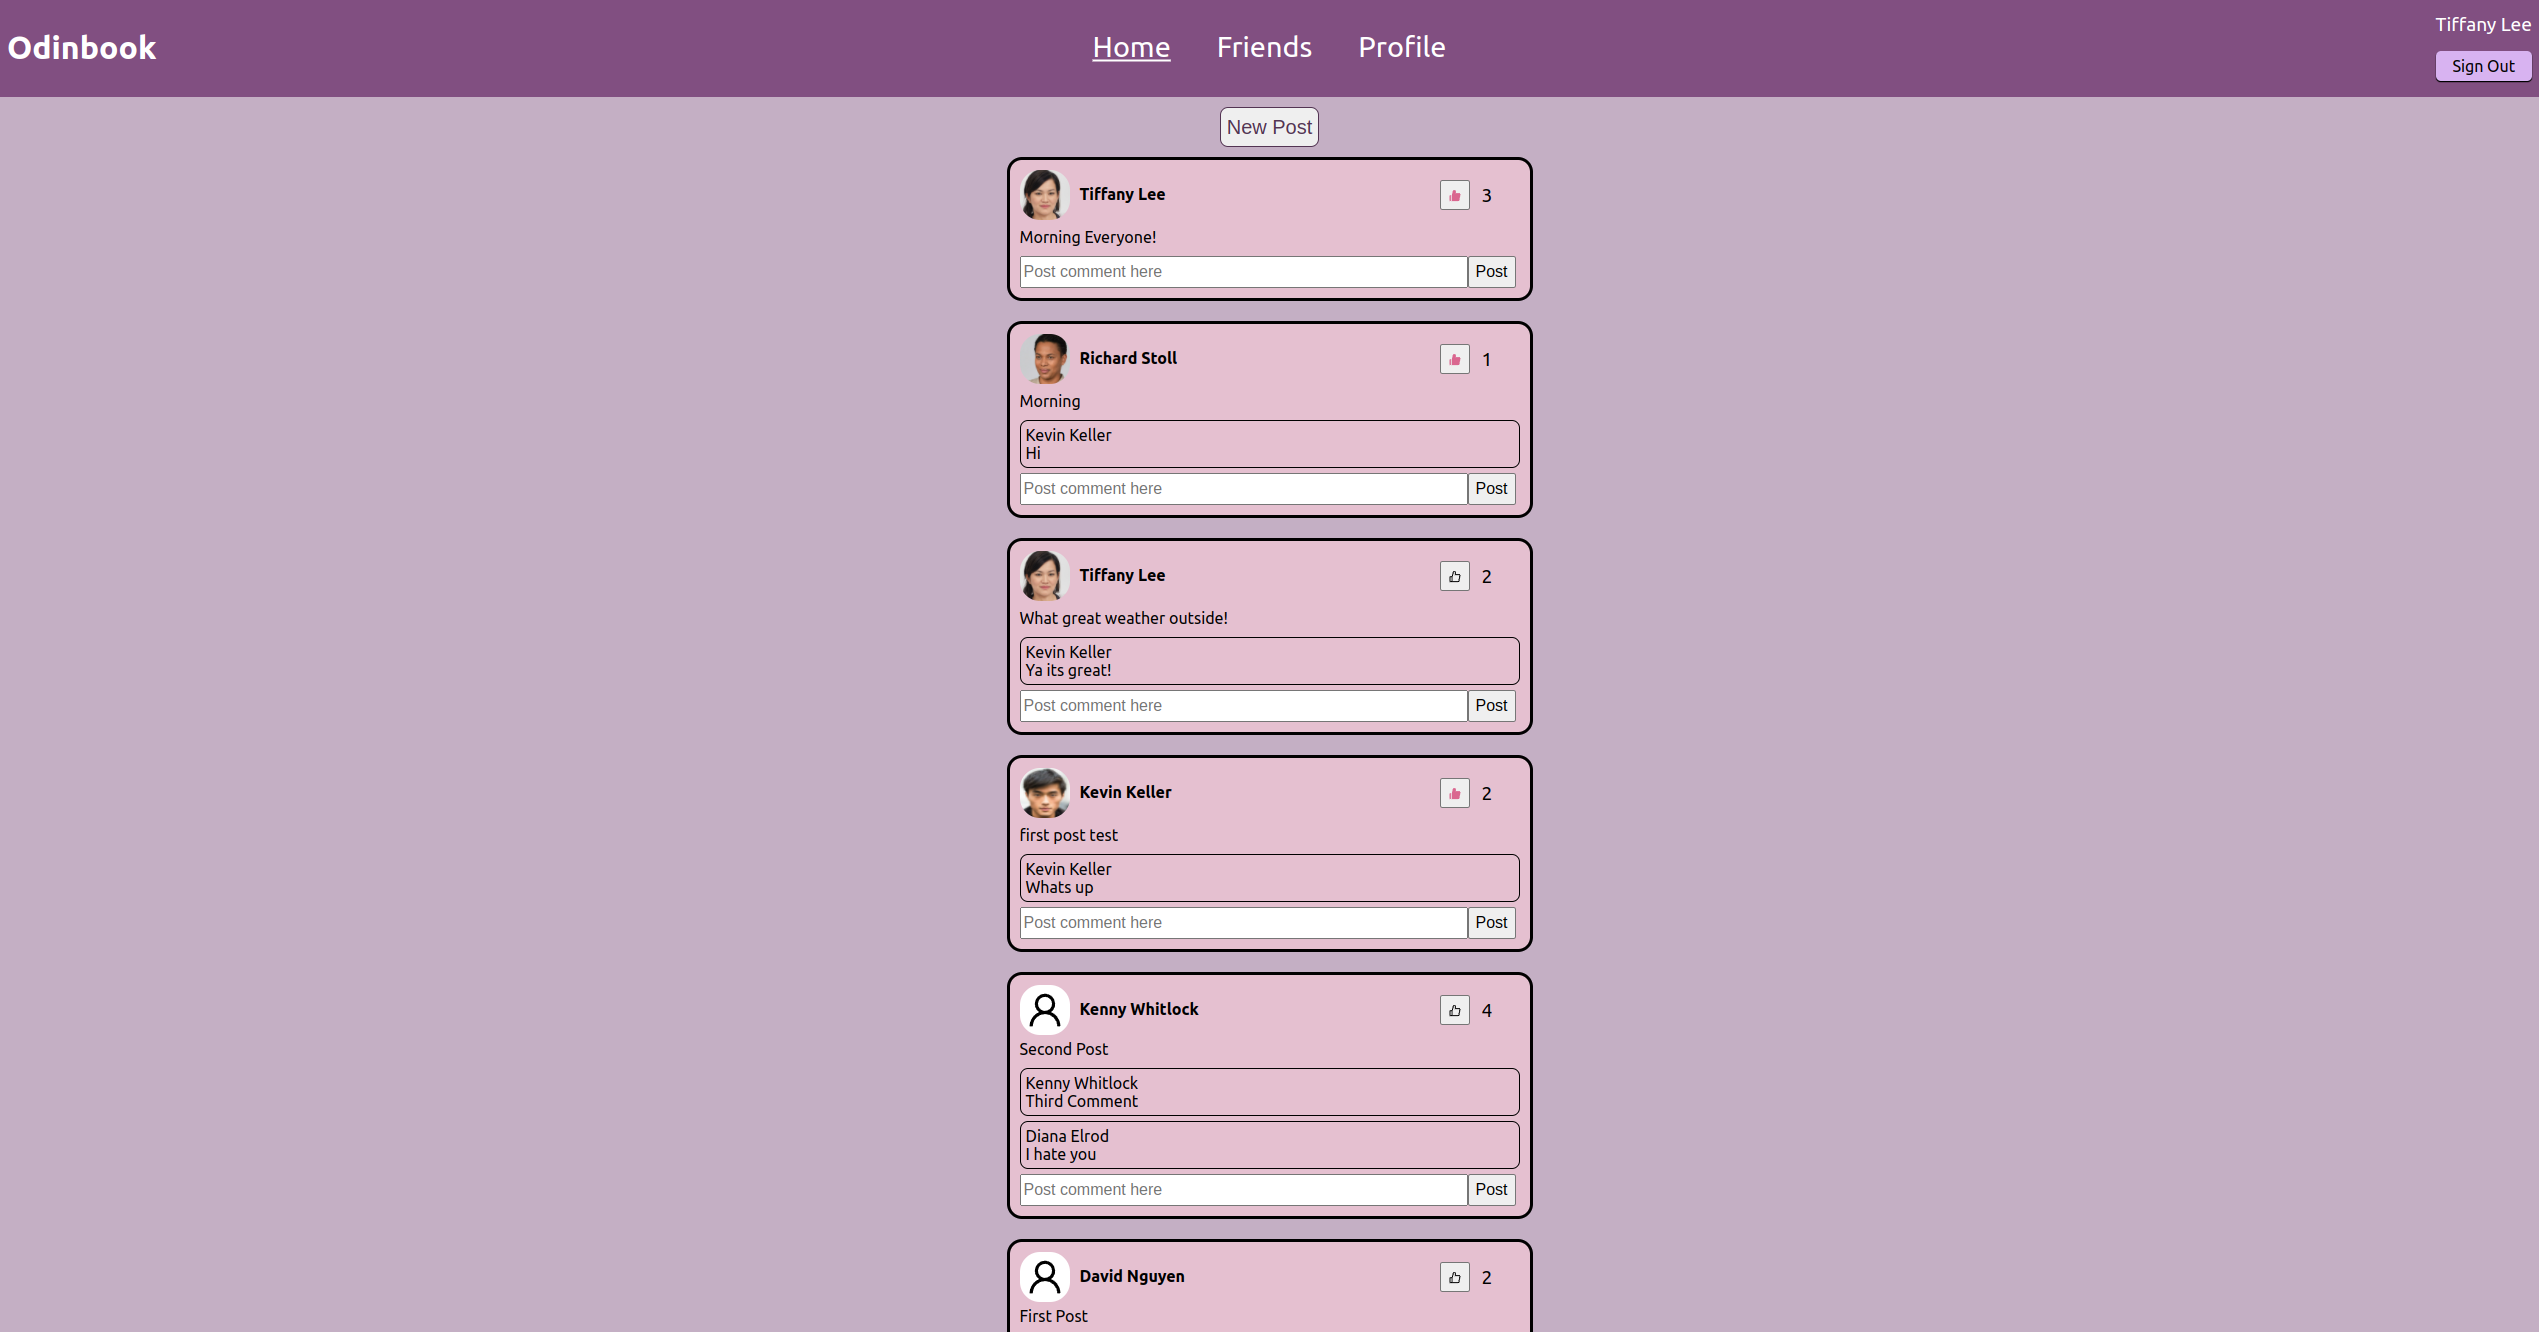 Odinbook
Home Friends Profile
Tiffany Lee
Sign Out
New Post
Tiffany Lee 3
Morning Everyone!
Post comment here Post
Richard Stoll 1
Morning
Kevin Keller
Hi
Post comment here Post
Tiffany Lee 2
What great weather outside!
Kevin Keller
Ya its great!
Post comment here Post
Kevin Keller 2
first post test
Kevin Keller
Whats up
Post comment here Post
Kenny Whitlock 4
Second Post
Kenny Whitlock
Third Comment
Diana Elrod
I hate you
Post comment here Post
David Nguyen 2
First Post